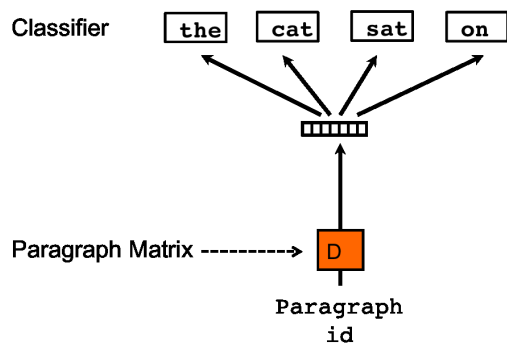 Classifier the cat sat on
Paragraph Matrix D
Paragraph
id